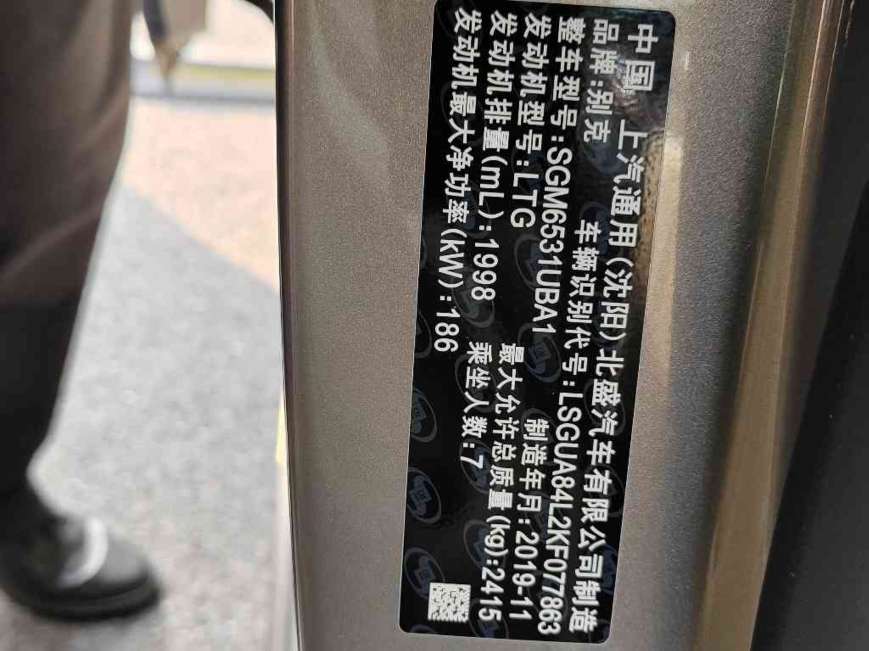 中国 上汽通用(沈阳)北盛汽车有限公司制造
品牌:别克 车辆识别代号:LSGUA84L2KF077863
整车型号:SGM6531UBA1
发动机型号:LTG 制造年月:2019-11
发动机排量(mL):1998 最大允许总质量(kg):2415
发动机最大净功率(kW):186 乘坐人数:7